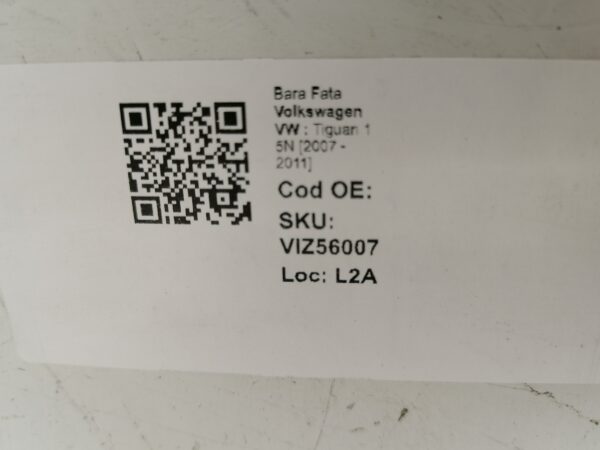 Bara Fata
Volkswagen
VW : Tiguan 1
5N [2007 -
2011]
Cod OE:
SKU:
VIZ56007
Loc: L2A